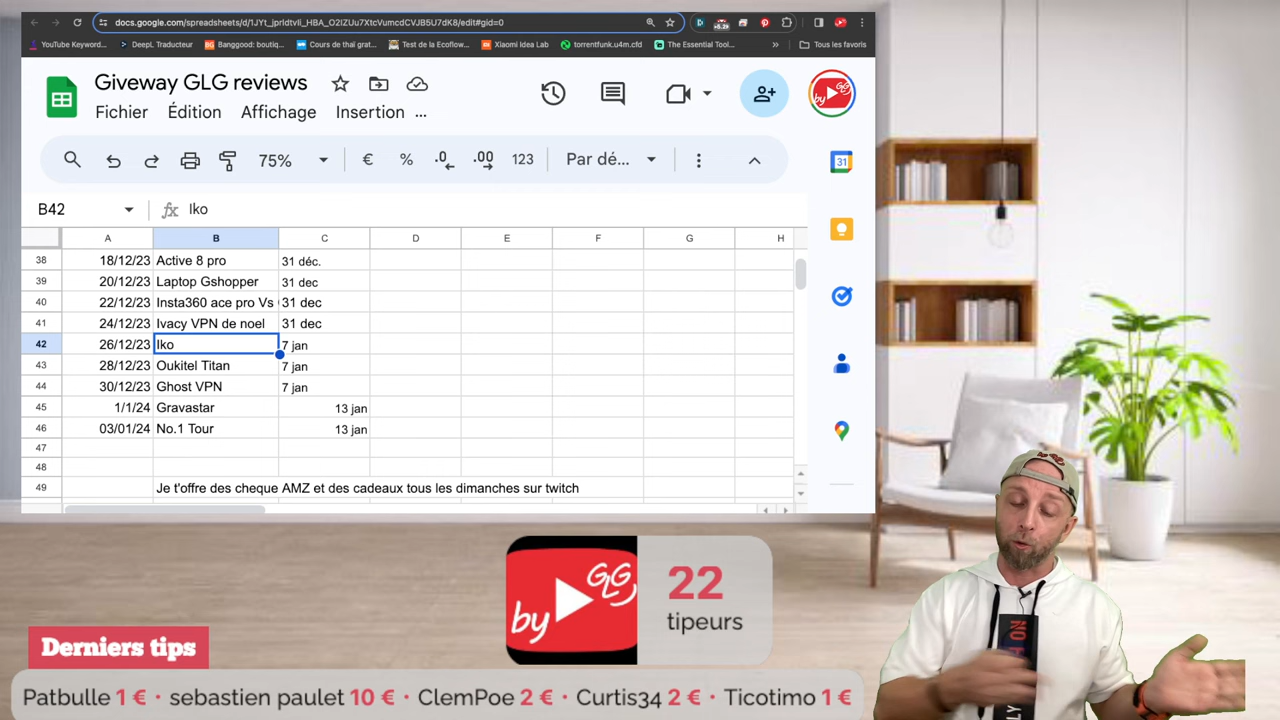 docs.google.com/spreadsheets/d/1JYt_jprldtvli_HBA_O2IZUu7XtcVumcdCVJB5U7dK8/edit#gid=0
YouTube Keyword... DeepL Traducteur Banggood: boutiq... Cours de thaï grat... Test de la Ecoflow... Xiaomi Idea Lab torrentfunk.u4m.cfd The Essential Tool... » Tous les favoris
Giveway GLG reviews
Fichier Édition Affichage Insertion ...
75% € % .0 .00 123 Par dé...
31
B42 fx Iko
A B C D E F G H
38 18/12/23 Active 8 pro 31 déc.
39 20/12/23 Laptop Gshopper 31 dec
40 22/12/23 Insta360 ace pro Vs 31 dec
41 24/12/23 Ivacy VPN de noel 31 dec
42 26/12/23 Iko 7 jan
43 28/12/23 Oukitel Titan 7 jan
44 30/12/23 Ghost VPN 7 jan
45 1/1/24 Gravastar 13 jan
46 03/01/24 No.1 Tour 13 jan
47
48
49 Je t'offre des cheque AMZ et des cadeaux tous les dimanches sur twitch
by GLG
22
tipeurs
Derniers tips
Patbulle 1 € · sebastien paulet 10 € · ClemPoe 2 € · Curtis34 2 € · Ticotimo 1 €